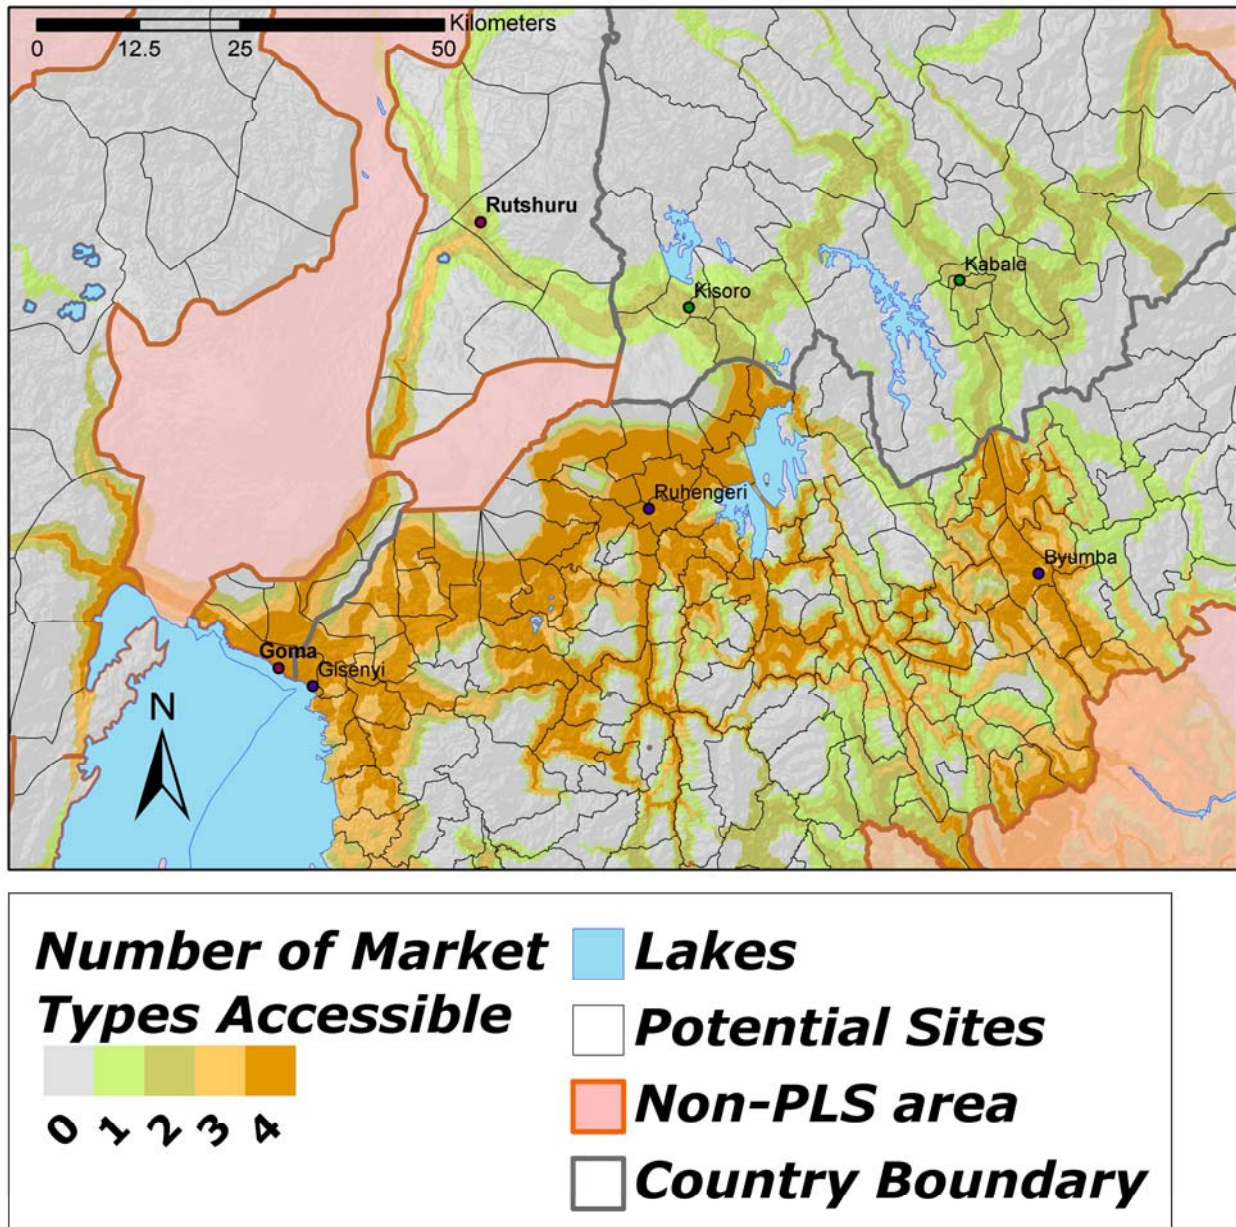 Kilometers
0 12.5 25 50
Rutshuru
Kabale
Kisoro
Ruhengeri
Byumba
Goma
Gisenyi
N
Number of Market
Types Accessible
0 1 2 3 4
Lakes
Potential Sites
Non-PLS area
Country Boundary